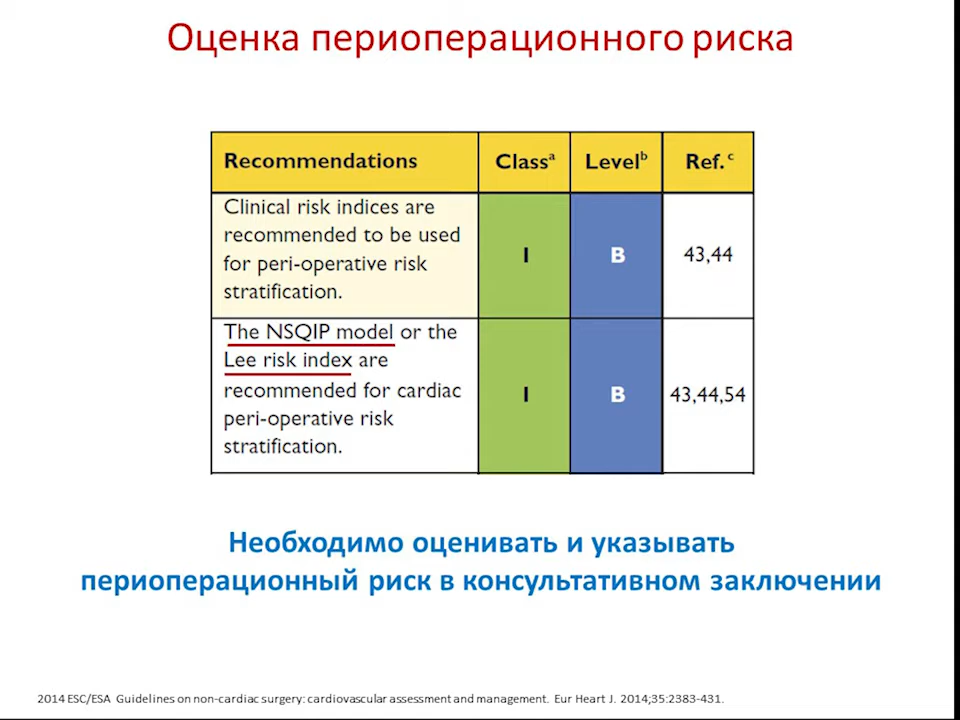 Оценка периоперационного риска
Recommendations Classᵃ Levelᵇ Ref.ᶜ
Clinical risk indices are
recommended to be used
for peri-operative risk
stratification.
I B 43,44
The NSQIP model or the
Lee risk index are
recommended for cardiac
peri-operative risk
stratification.
I B 43,44,54
Необходимо оценивать и указывать
периоперационный риск в консультативном заключении
2014 ESC/ESA Guidelines on non-cardiac surgery: cardiovascular assessment and management. Eur Heart J. 2014;35:2383-431.